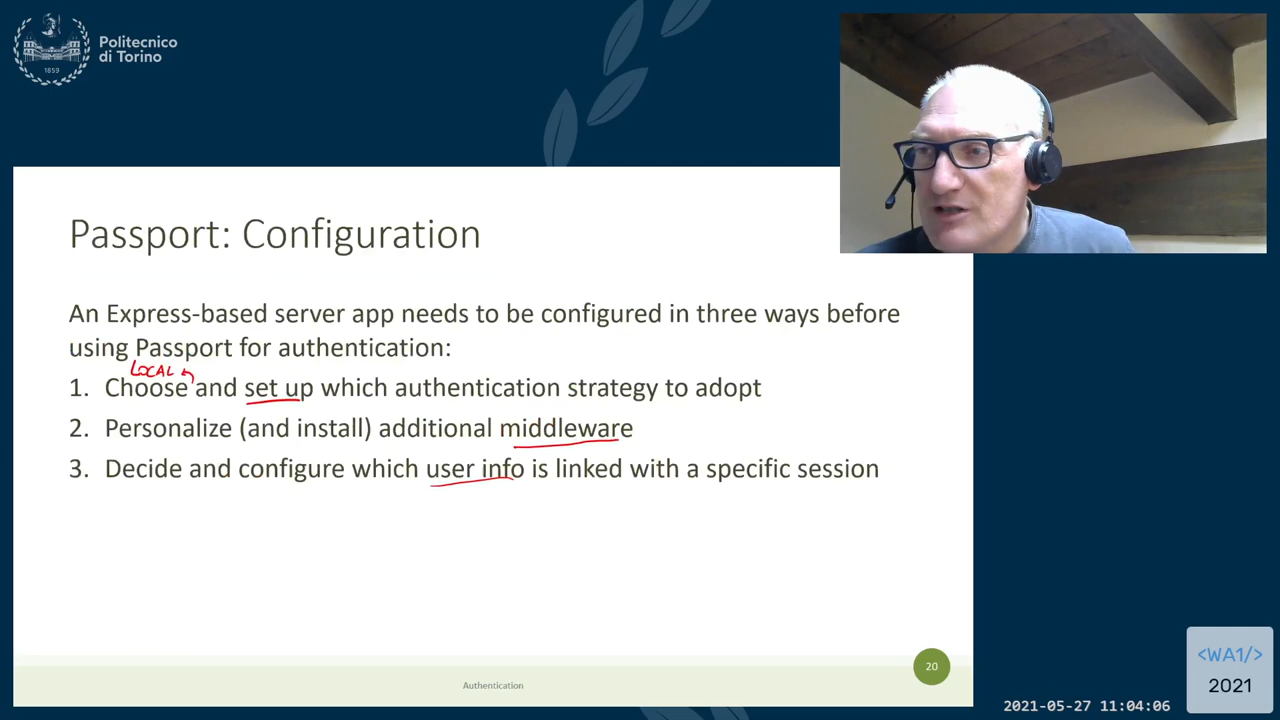 Politecnico
di Torino
1859
Passport: Configuration
An Express-based server app needs to be configured in three ways before
using Passport for authentication:
LOCAL
1. Choose and set up which authentication strategy to adopt
2. Personalize (and install) additional middleware
3. Decide and configure which user info is linked with a specific session
20
Authentication
<WA1/>
2021
2021-05-27 11:04:06